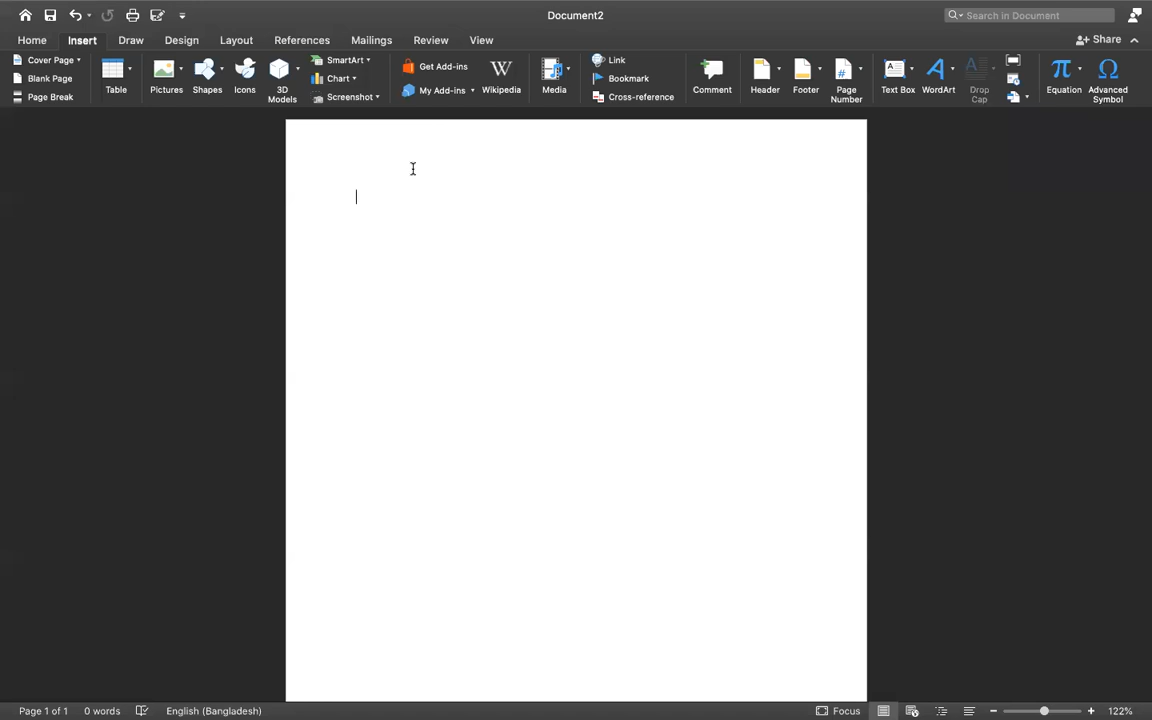 Document2
Search in Document
Home Insert Draw Design Layout References Mailings Review View Share
Cover Page
Blank Page
Page Break
Table
Pictures
Shapes
Icons
3D
Models
SmartArt
Chart
Screenshot
Get Add-ins
My Add-ins
W
Wikipedia
Media
Link
Bookmark
Cross-reference
Comment
Header
Footer
#
Page
Number
A
Text Box
A
WordArt
A
Drop
Cap
π
Equation
Ω
Advanced
Symbol
Page 1 of 1 0 words English (Bangladesh) Focus 122%